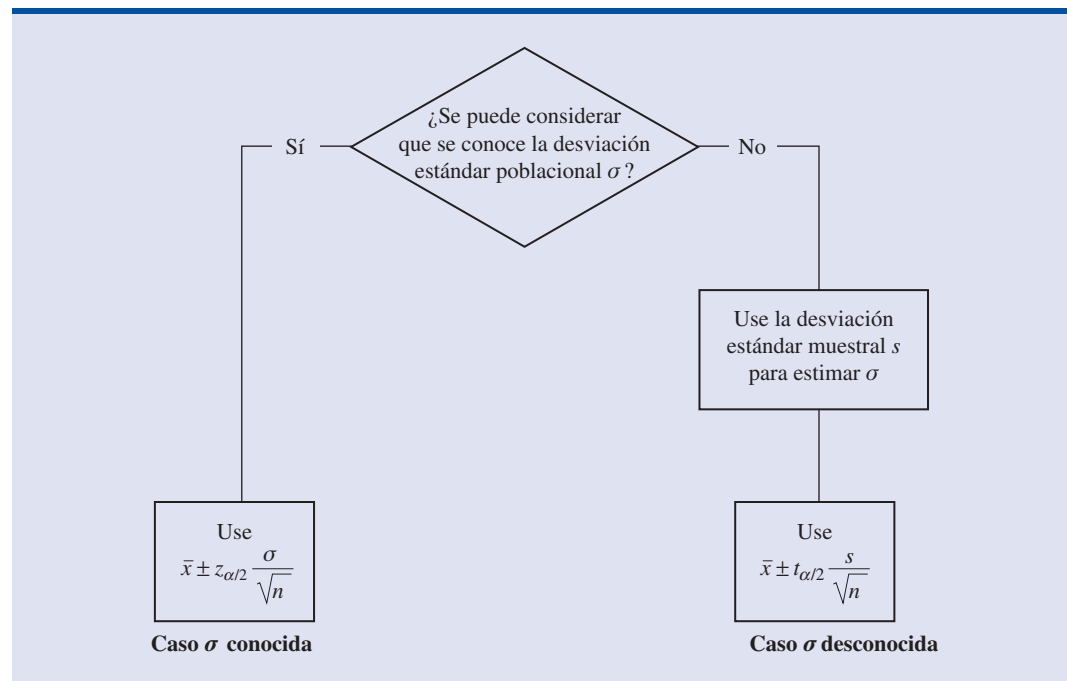 ¿Se puede considerar
que se conoce la desviación
estándar poblacional σ?
Sí
No
Use la desviación
estándar muestral s
para estimar σ
Use
x̄ ± z_{α/2} σ/√n
Caso σ conocida
Use
x̄ ± t_{α/2} s/√n
Caso σ desconocida